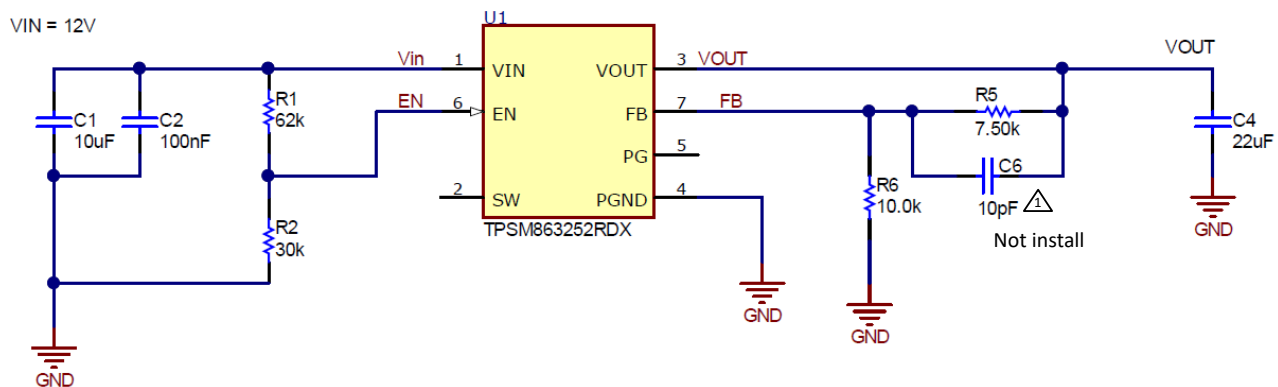 U1
VIN = 12V
VOUT
Vin
1
VIN
VOUT
3
VOUT
EN
6
EN
FB
7
FB
PG
5
2
SW
PGND
4
TPSM863252RDX
C1
10uF
C2
100nF
R1
62k
R2
30k
R5
7.50k
C6
10pF
1
Not install
R6
10.0k
C4
22uF
GND
GND
GND
GND